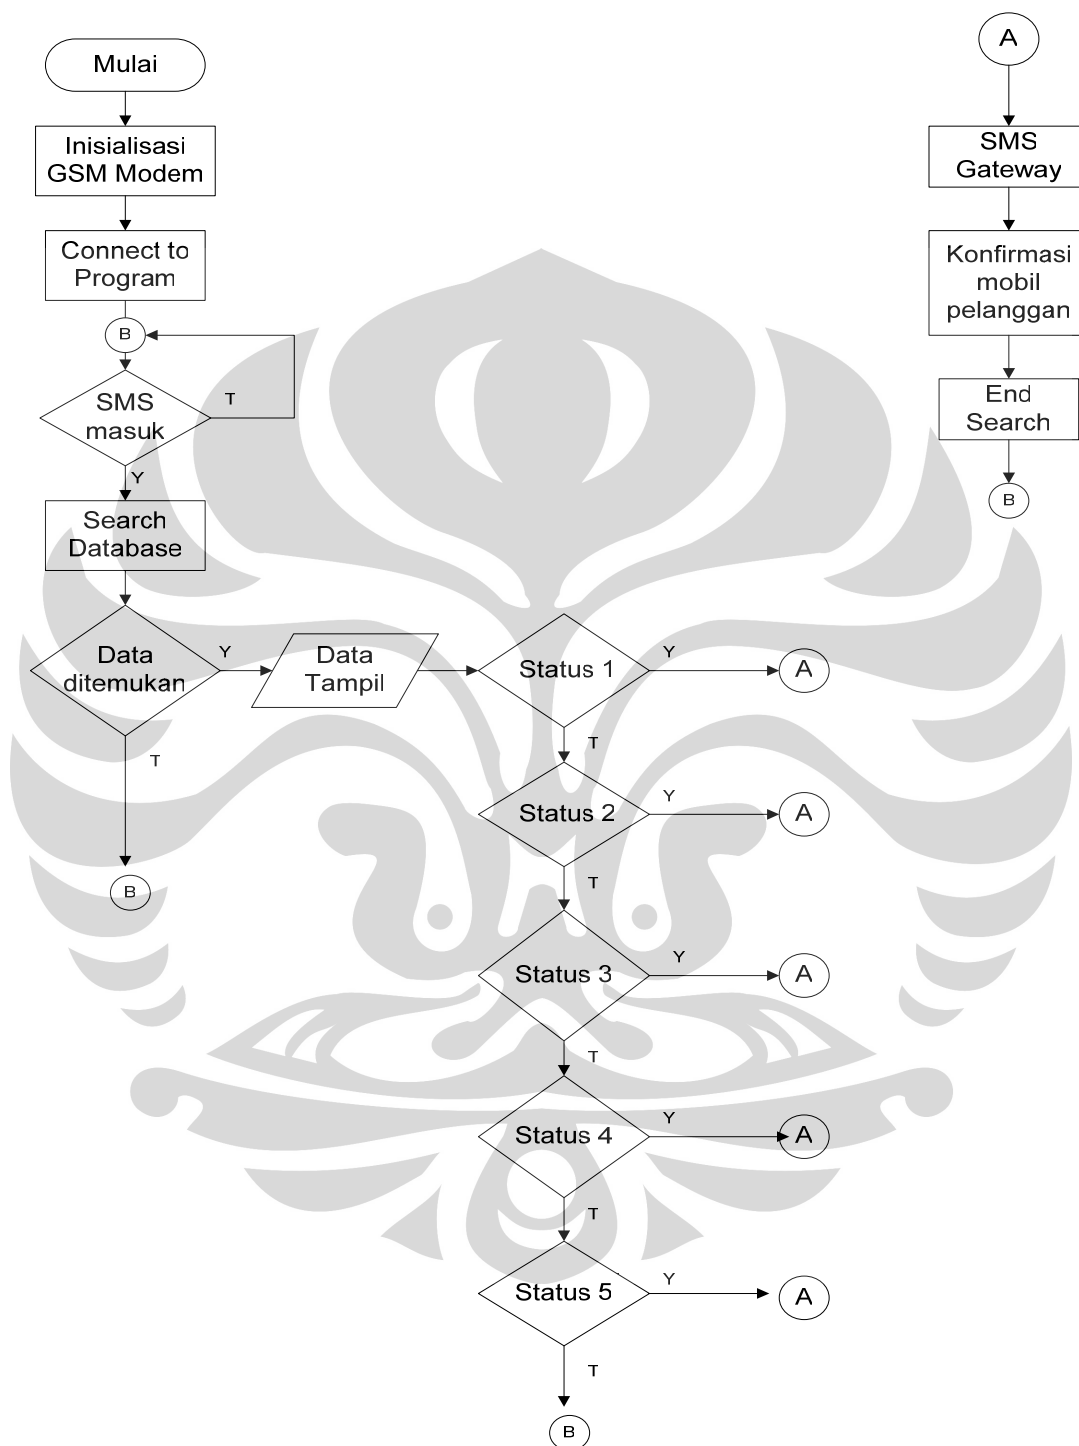 Mulai
Inisialisasi
GSM Modem
Connect to
Program
B
SMS
masuk
T
Y
Search
Database
Data
ditemukan
Y
T
B
Data
Tampil
Status 1
Y
A
T
Status 2
Y
A
T
Status 3
Y
A
T
Status 4
Y
A
T
Status 5
Y
A
T
B
A
SMS
Gateway
Konfirmasi
mobil
pelanggan
End
Search
B